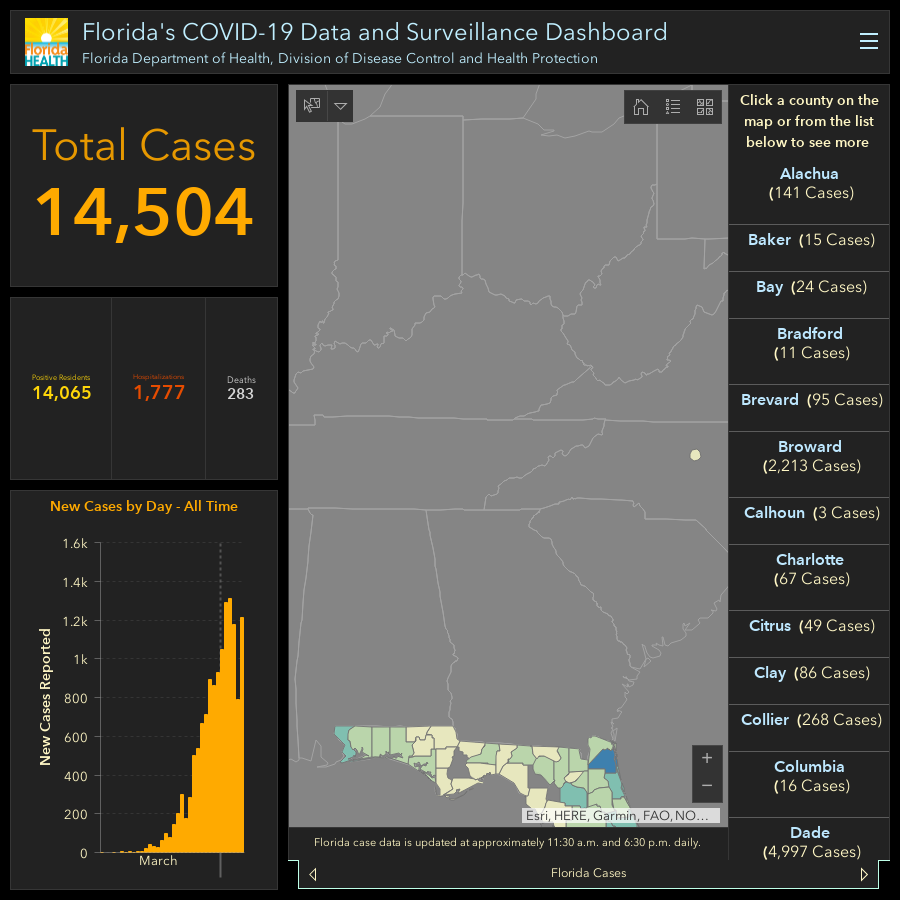 Florida
HEALTH
Florida's COVID-19 Data and Surveillance Dashboard
Florida Department of Health, Division of Disease Control and Health Protection
Total Cases
14,504
Positive Residents
14,065
Hospitalizations
1,777
Deaths
283
New Cases by Day - All Time
New Cases Reported
1.6k
1.4k
1.2k
1k
800
600
400
200
0
March
Esri, HERE, Garmin, FAO, NO...
Florida case data is updated at approximately 11:30 a.m. and 6:30 p.m. daily.
Florida Cases
Click a county on the
map or from the list
below to see more
Alachua
(141 Cases)
Baker (15 Cases)
Bay (24 Cases)
Bradford
(11 Cases)
Brevard (95 Cases)
Broward
(2,213 Cases)
Calhoun (3 Cases)
Charlotte
(67 Cases)
Citrus (49 Cases)
Clay (86 Cases)
Collier (268 Cases)
Columbia
(16 Cases)
Dade
(4,997 Cases)